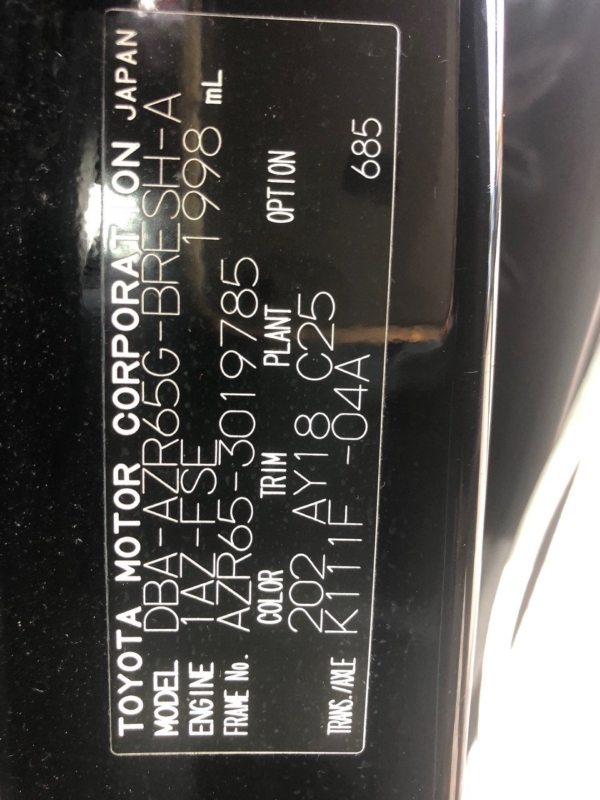 TOYOTA MOTOR CORPORATION JAPAN
MODEL DBA-AZR65G-BRESH-A
ENGINE 1AZ-FSE 1998 mL
FRAME No. AZR65-3019785
COLOR TRIM PLANT OPTION
202 AY18 C25
TRANS./AXLE K111F -04A 685